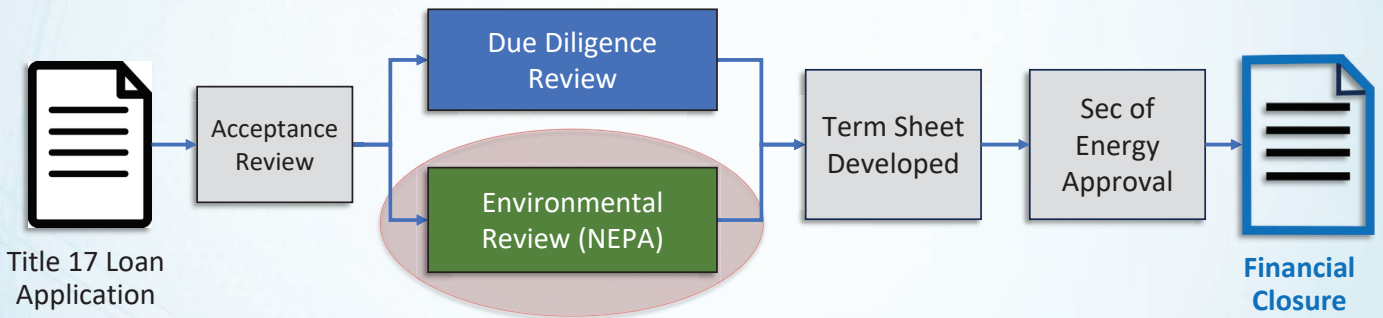 Title 17 Loan
Application
Acceptance
Review
Due Diligence
Review
Environmental
Review (NEPA)
Term Sheet
Developed
Sec of
Energy
Approval
Financial
Closure